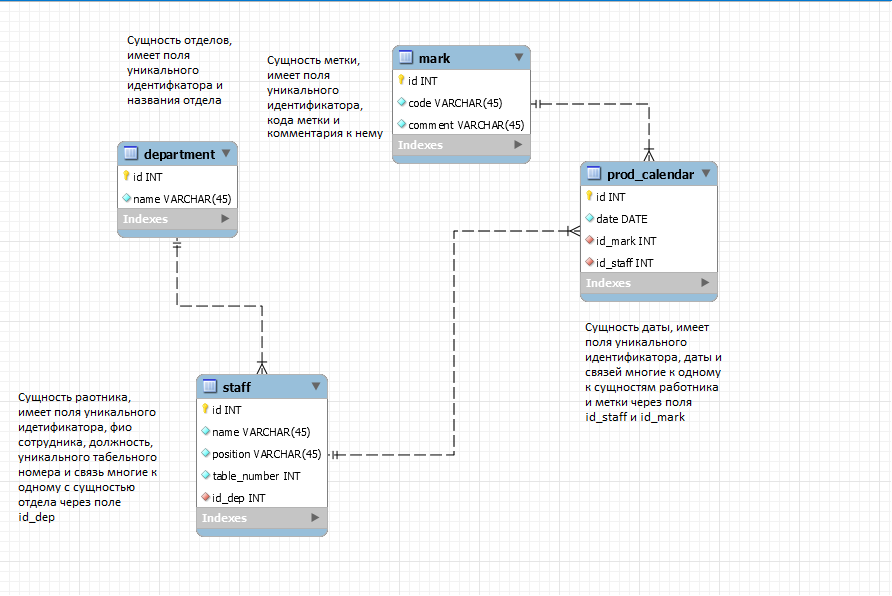 Сущность отделов,
имеет поля
уникального
идентифкатора и
названия отдела
Сущность метки,
имеет поля
уникального
идентификатора,
кода метки и
комментария к нему
mark
id INT
code VARCHAR(45)
comment VARCHAR(45)
Indexes
department
id INT
name VARCHAR(45)
Indexes
prod_calendar
id INT
date DATE
id_mark INT
id_staff INT
Indexes
Сущность даты, имеет
поля уникального
идентификатора, даты и
связей многие к одному
к сущностям работника
и метки через поля
id_staff и id_mark
Сущность раотника,
имеет поля уникального
идетификатора, фио
сотрудника, должность,
уникального табельного
номера и связь многие к
одному с сущностью
отдела через поле
id_dep
staff
id INT
name VARCHAR(45)
position VARCHAR(45)
table_number INT
id_dep INT
Indexes